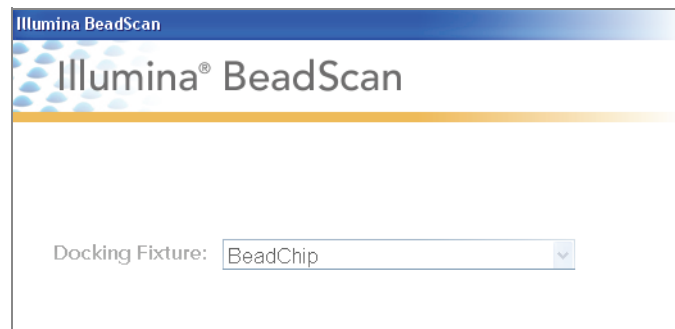 Illumina BeadScan
Illumina® BeadScan
Docking Fixture: BeadChip